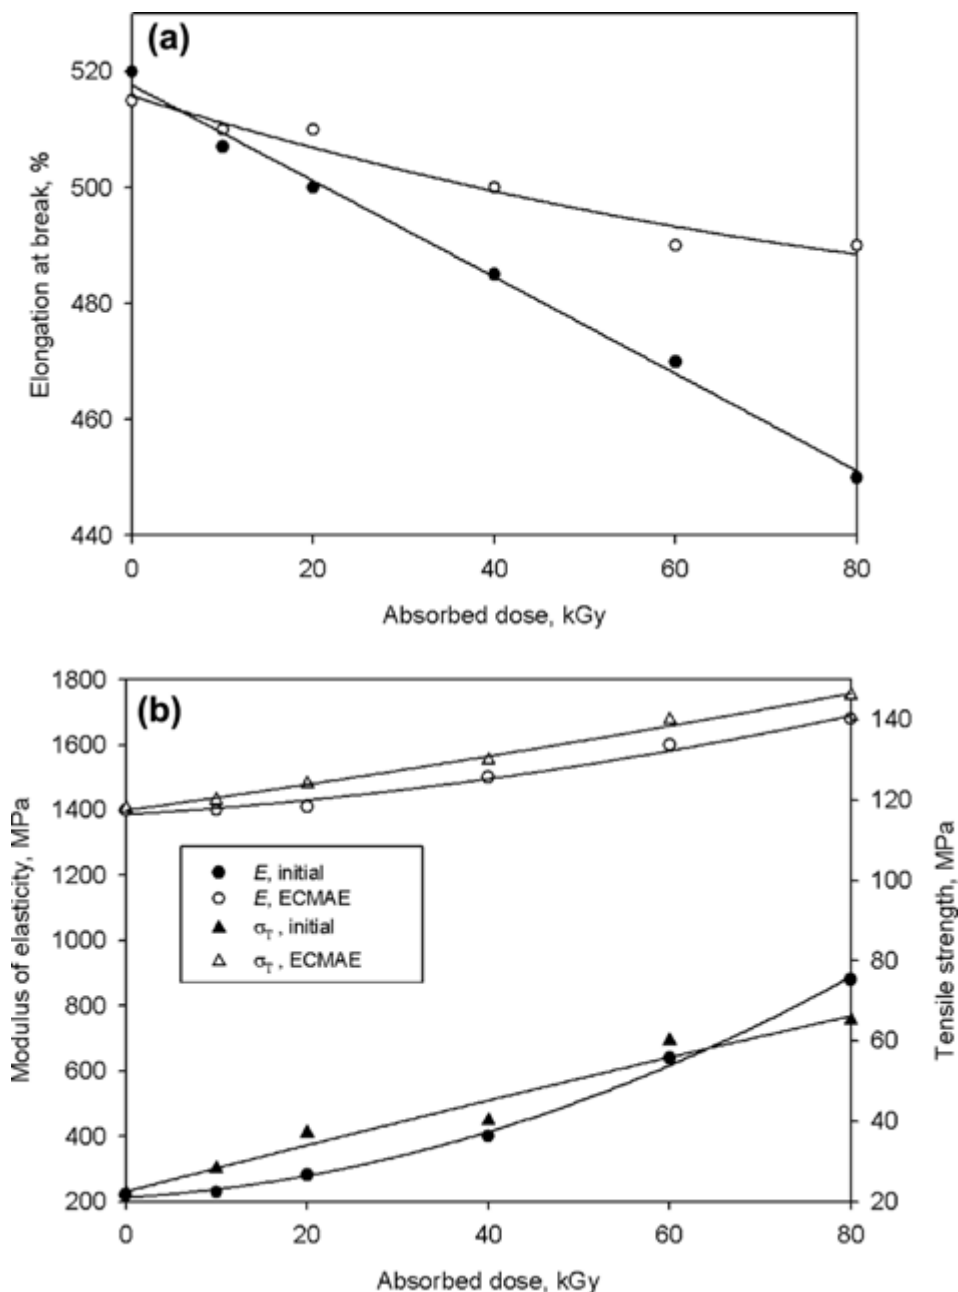 (a)
Elongation at break, %
520
500
480
460
440
0 20 40 60 80
Absorbed dose, kGy
(b)
Modulus of elasticity, MPa
1800
1600
1400
1200
1000
800
600
400
200
E, initial
E, ECMAE
σT , initial
σT , ECMAE
140
120
100
80
60
40
20
Tensile strength, MPa
0 20 40 60 80
Absorbed dose, kGy